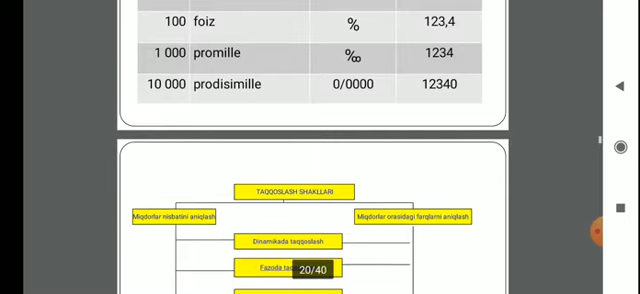 100 foiz % 123,4
1 000 promille ‰ 1234
10 000 prodisimille 0/0000 12340
TAQQOSLASH SHAKLLARI
Miqdorlar nisbatini aniqlash
Miqdorlar orasidagi farqlarni aniqlash
Dinamikada taqqoslash
Fazoda
20/40